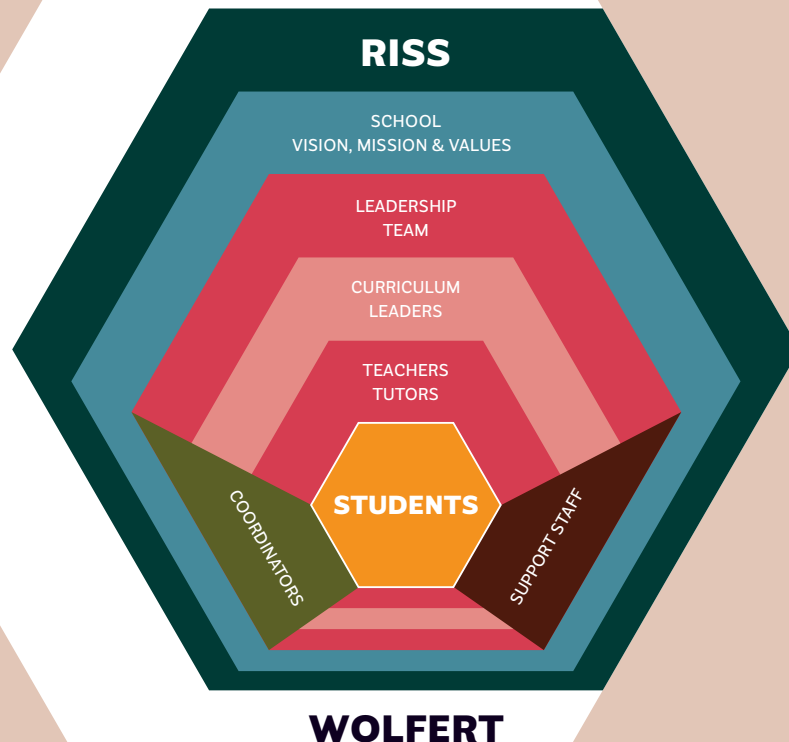 RISS
SCHOOL
VISION, MISSION & VALUES
LEADERSHIP
TEAM
CURRICULUM
LEADERS
TEACHERS
TUTORS
STUDENTS
COORDINATORS
SUPPORT STAFF
WOLFERT